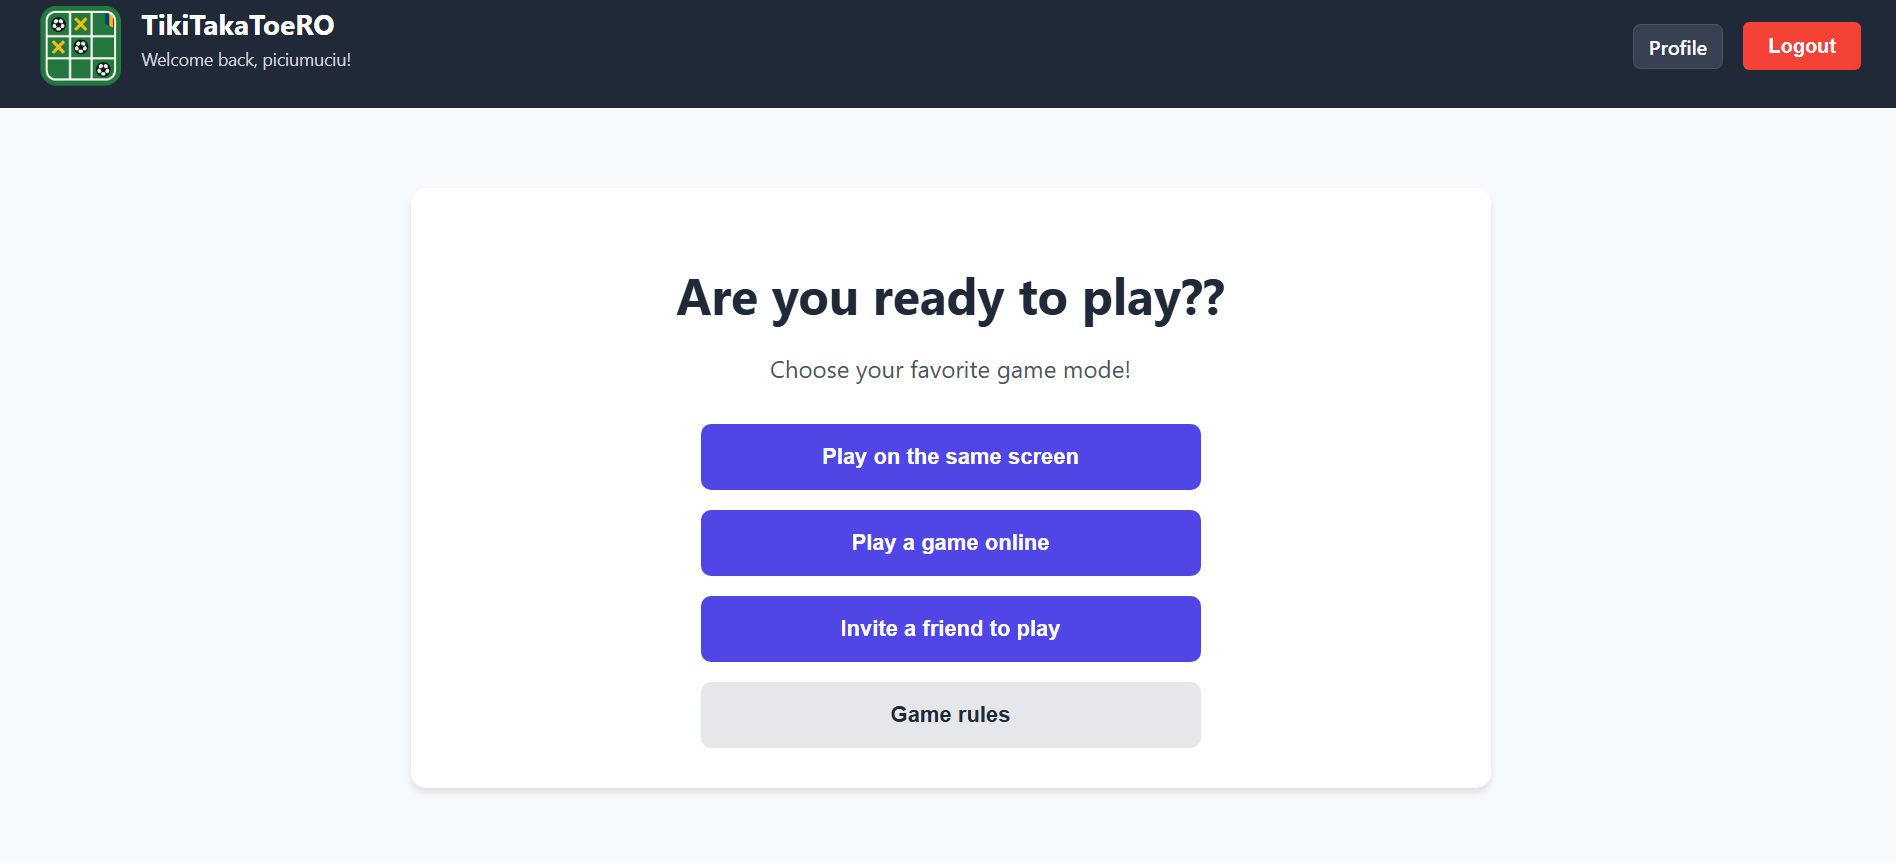 TikiTakaToeRO
Welcome back, piciumuciu!
Profile
Logout
Are you ready to play??
Choose your favorite game mode!
Play on the same screen
Play a game online
Invite a friend to play
Game rules